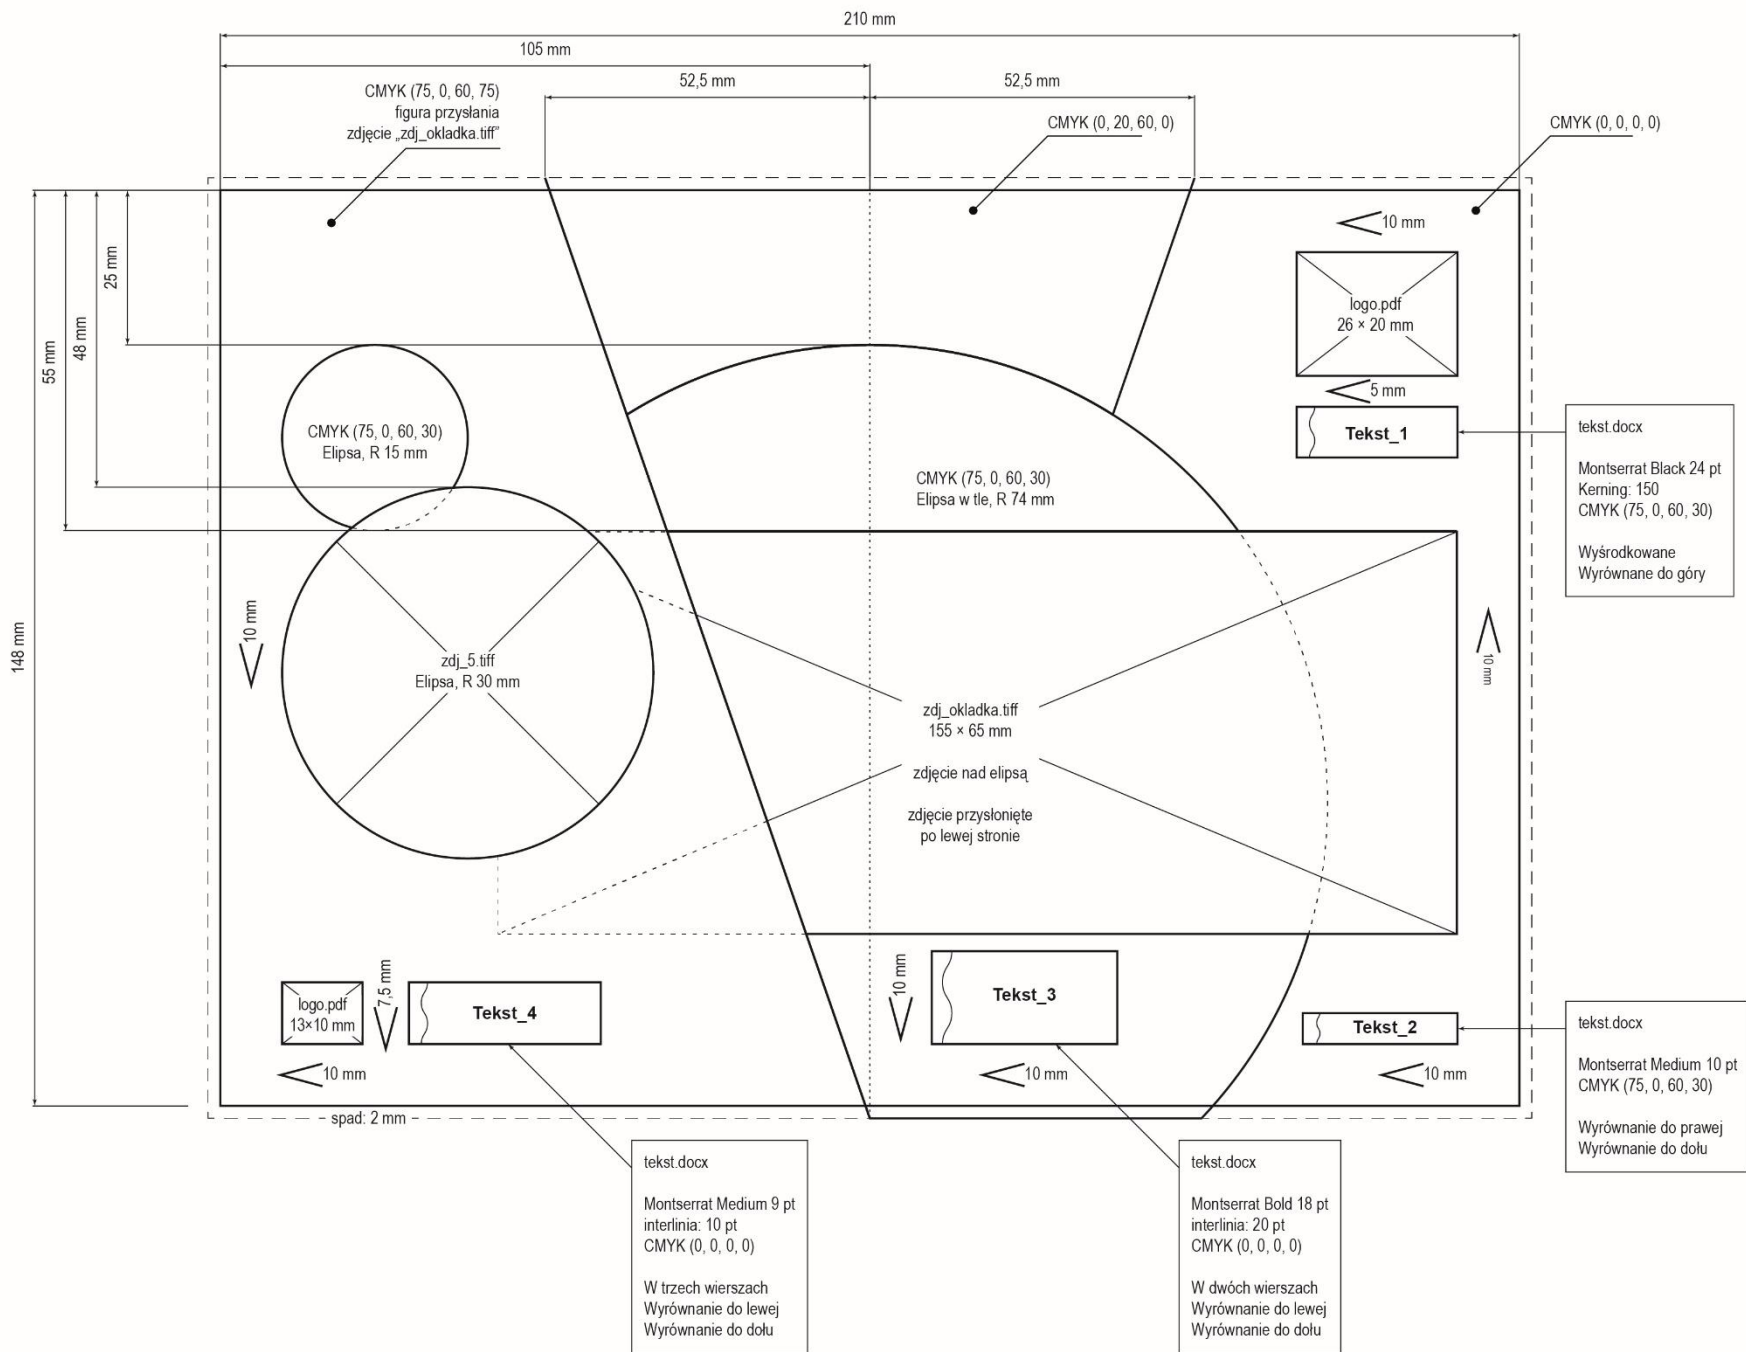 210 mm
105 mm
52,5 mm
52,5 mm
CMYK (75, 0, 60, 75)
figura przysłania
zdjęcie „zdj_okladka.tiff”
CMYK (0, 20, 60, 0)
CMYK (0, 0, 0, 0)
148 mm
55 mm
48 mm
25 mm
10 mm
logo.pdf
26 × 20 mm
5 mm
Tekst_1
tekst.docx
Montserrat Black 24 pt
Kerning: 150
CMYK (75, 0, 60, 30)
Wyśrodkowane
Wyrównane do góry
CMYK (75, 0, 60, 30)
Elipsa, R 15 mm
CMYK (75, 0, 60, 30)
Elipsa w tle, R 74 mm
10 mm
zdj_5.tiff
Elipsa, R 30 mm
10 mm
zdj_okladka.tiff
155 × 65 mm
zdjęcie nad elipsą
zdjęcie przysłonięte
po lewej stronie
logo.pdf
13×10 mm
7,5 mm
Tekst_4
10 mm
10 mm
Tekst_3
10 mm
Tekst_2
10 mm
spad: 2 mm
tekst.docx
Montserrat Medium 10 pt
CMYK (75, 0, 60, 30)
Wyrównanie do prawej
Wyrównanie do dołu
tekst.docx
Montserrat Medium 9 pt
interlinia: 10 pt
CMYK (0, 0, 0, 0)
W trzech wierszach
Wyrównanie do lewej
Wyrównanie do dołu
tekst.docx
Montserrat Bold 18 pt
interlinia: 20 pt
CMYK (0, 0, 0, 0)
W dwóch wierszach
Wyrównanie do lewej
Wyrównanie do dołu